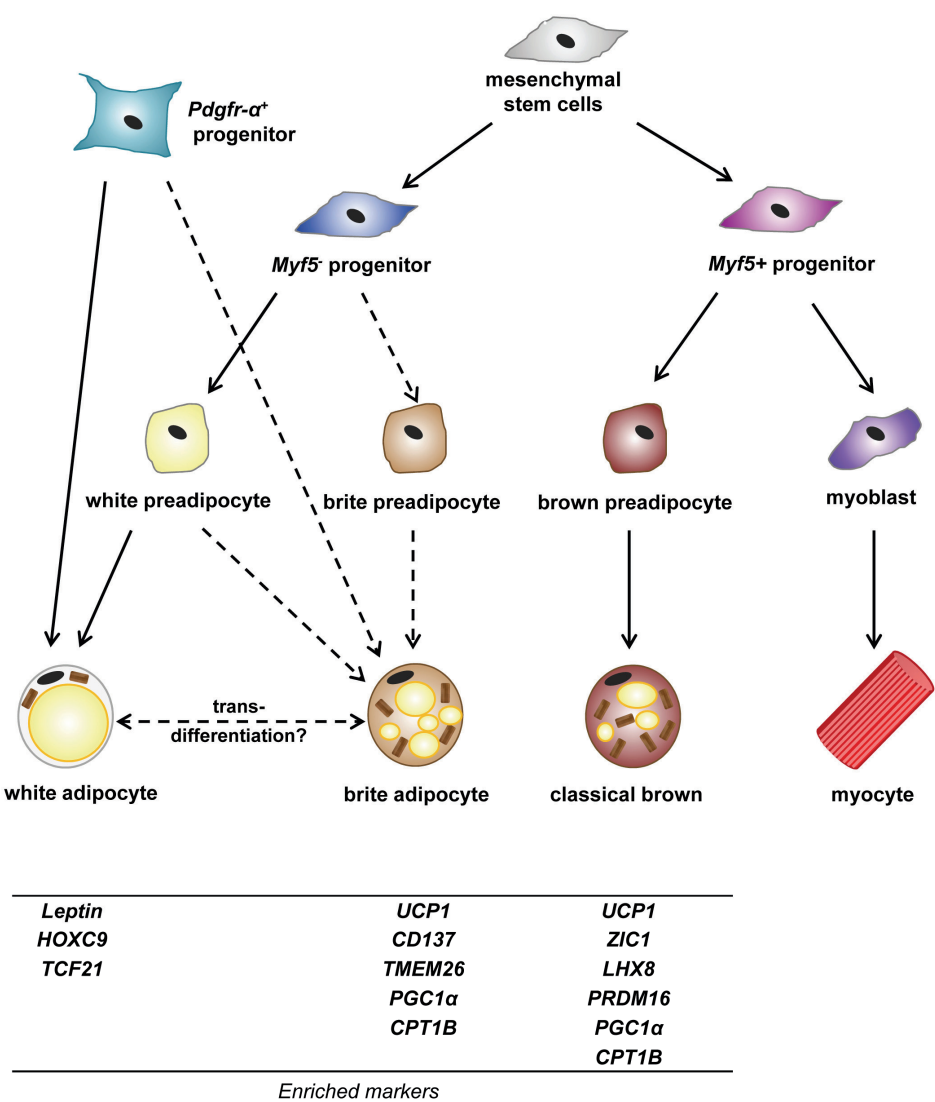 mesenchymal
stem cells
Pdgfr-α⁺
progenitor
Myf5⁻ progenitor
Myf5+ progenitor
white preadipocyte
brite preadipocyte
brown preadipocyte
myoblast
trans-
differentiation?
white adipocyte
brite adipocyte
classical brown
myocyte
Leptin UCP1 UCP1
HOXC9 CD137 ZIC1
TCF21 TMEM26 LHX8
PGC1α PRDM16
CPT1B PGC1α
CPT1B
Enriched markers